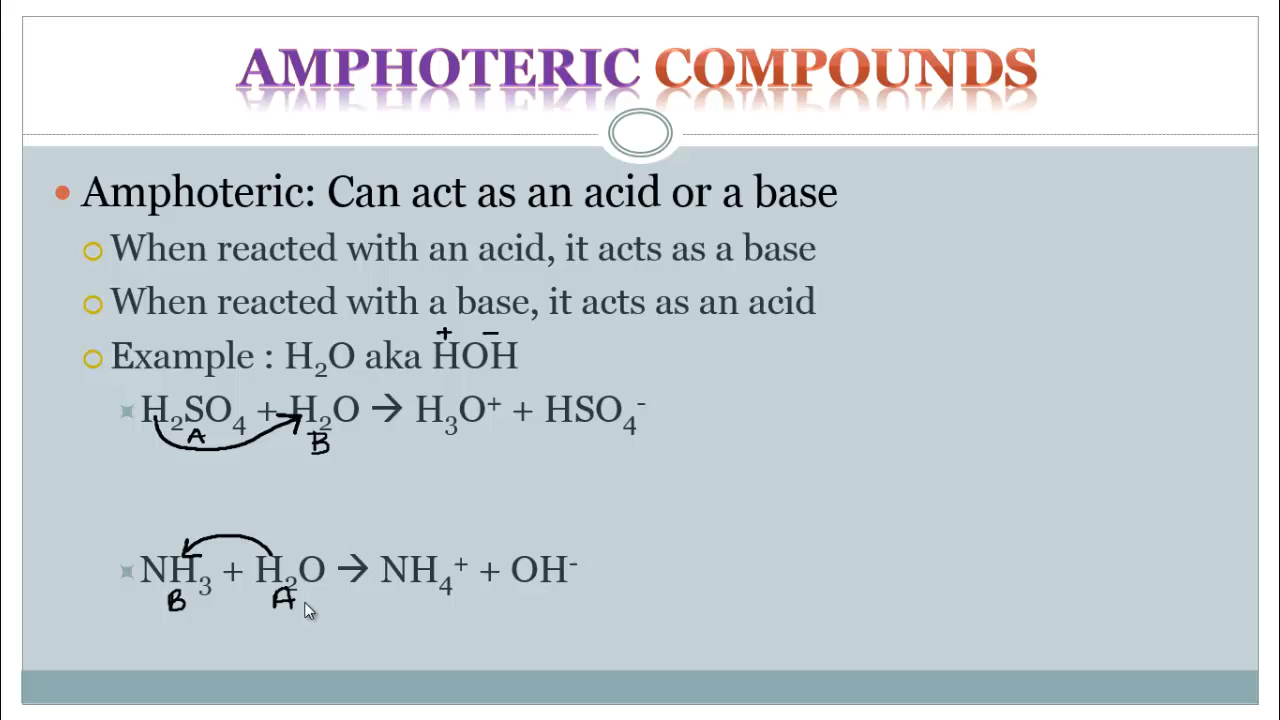 AMPHOTERIC COMPOUNDS
Amphoteric: Can act as an acid or a base
When reacted with an acid, it acts as a base
When reacted with a base, it acts as an acid
+ −
Example : H₂O aka HOH
H₂SO₄ + H₂O → H₃O⁺ + HSO₄⁻
A B
NH₃ + H₂O → NH₄⁺ + OH⁻
B A